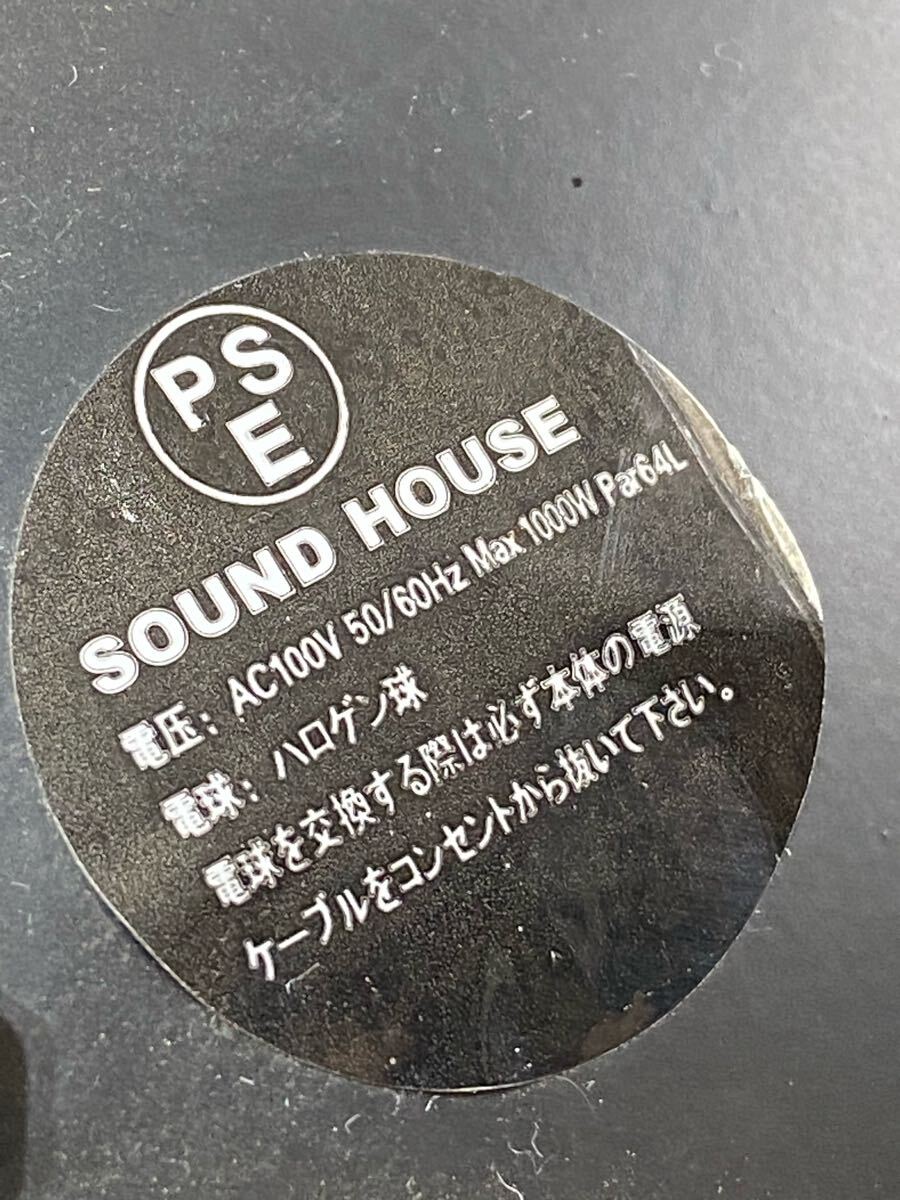 PS
E
SOUND HOUSE
電圧: AC100V 50/60Hz Max 1000W Par64L
電球: ハロゲン球
電球を交換する際は必ず本体の電源
ケーブルをコンセントから抜いて下さい。